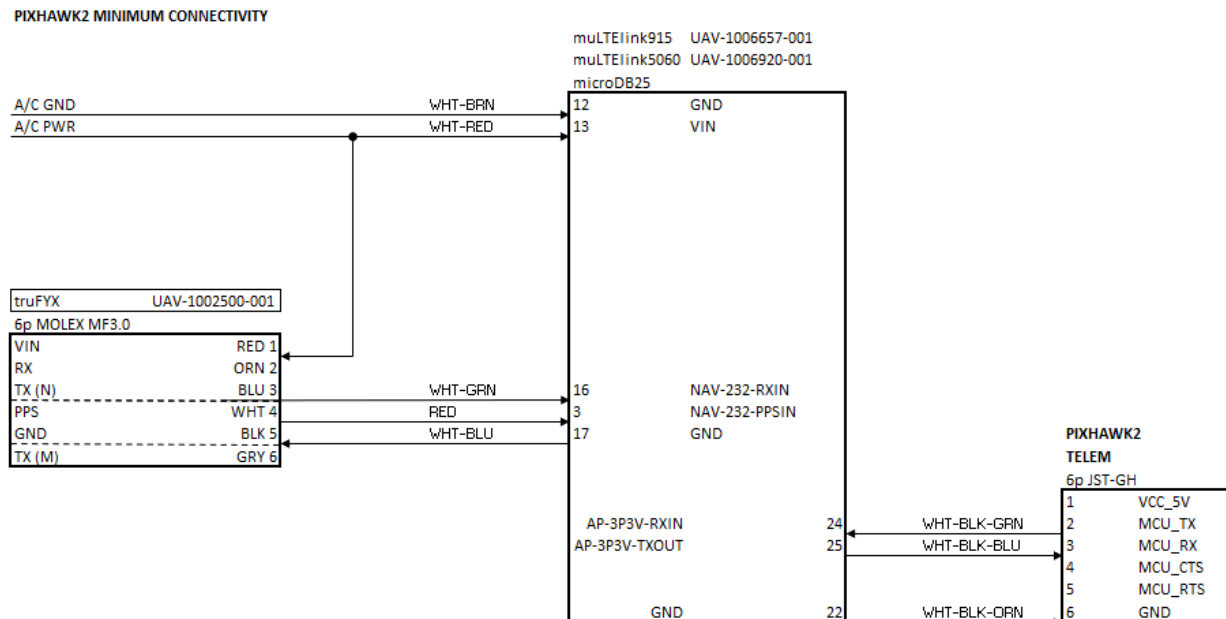 PIXHAWK2 MINIMUM CONNECTIVITY
muLTElink915 UAV-1006657-001
muLTElink5060 UAV-1006920-001
microDB25
A/C GND WHT-BRN 12 GND
A/C PWR WHT-RED 13 VIN
truFYX UAV-1002500-001
6p MOLEX MF3.0
VIN RED 1
RX ORN 2
TX (N) BLU 3 WHT-GRN 16 NAV-232-RXIN
PPS WHT 4 RED 3 NAV-232-PPSIN
GND BLK 5 WHT-BLU 17 GND
TX (M) GRY 6
PIXHAWK2
TELEM
6p JST-GH
1 VCC_5V
AP-3P3V-RXIN 24 WHT-BLK-GRN 2 MCU_TX
AP-3P3V-TXOUT 25 WHT-BLK-BLU 3 MCU_RX
4 MCU_CTS
5 MCU_RTS
GND 22 WHT-BLK-ORN 6 GND